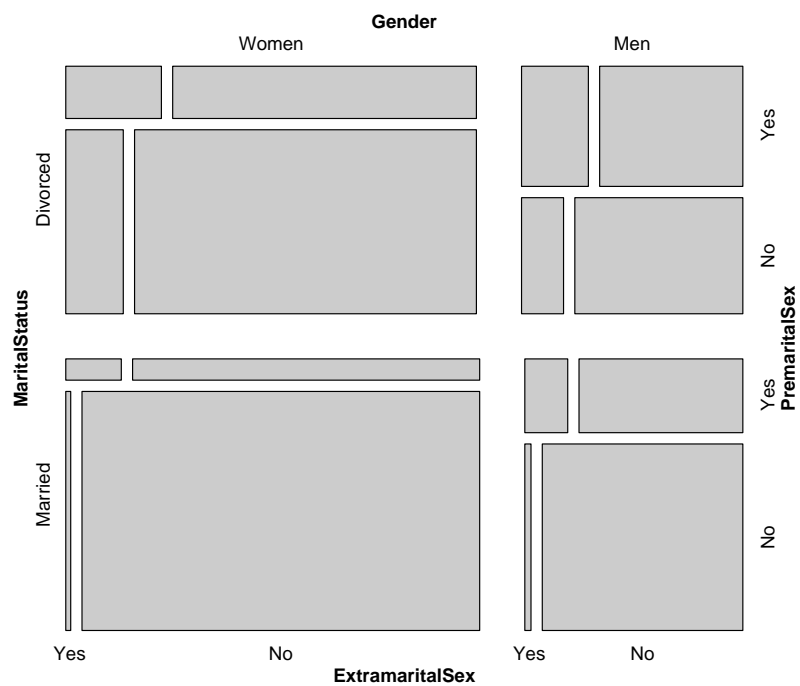 Gender
Women Men
Divorced
Married
MaritalStatus
Yes
No
Yes
No
PremaritalSex
Yes No Yes No
ExtramaritalSex